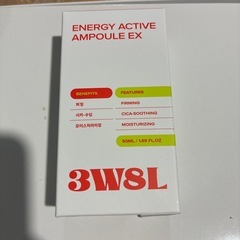 ENERGY ACTIVE
AMPOULE EX
BENEFITS FEATURES
FIRMING
CICA-SOOTHING
MOISTURIZING
50ML / 1.69 FL.OZ
3W8L